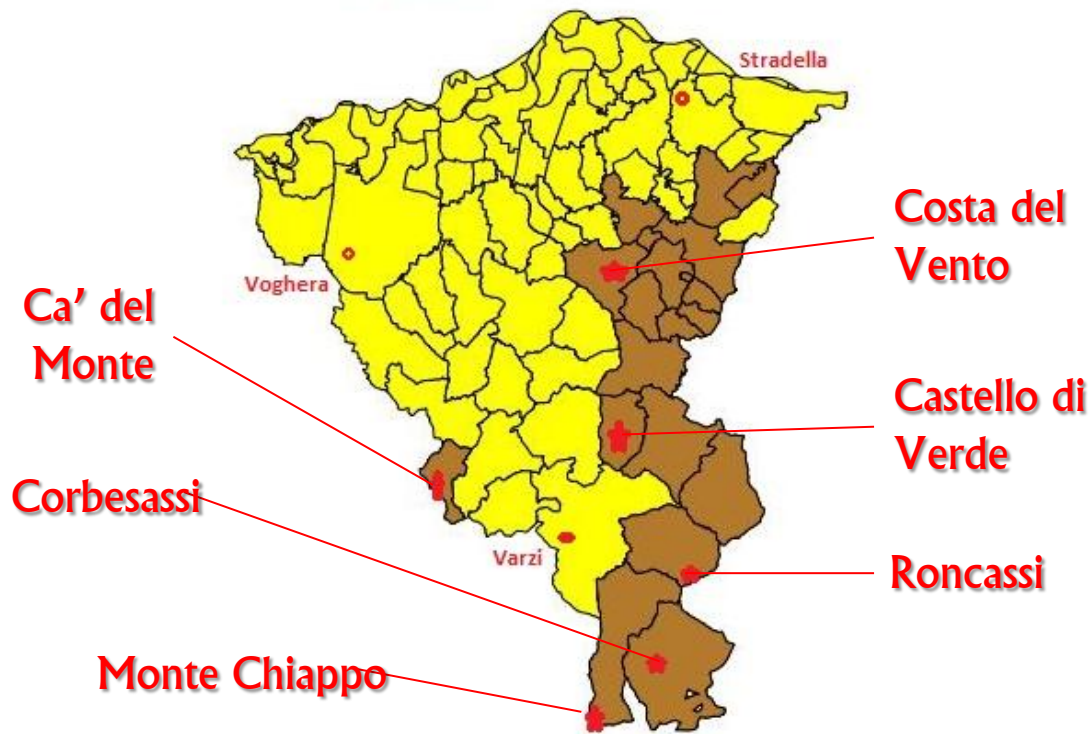 Stradella
Costa del
Vento
Voghera
Ca' del
Monte
Castello di
Verde
Corbesassi
Varzi
Roncassi
Monte Chiappo